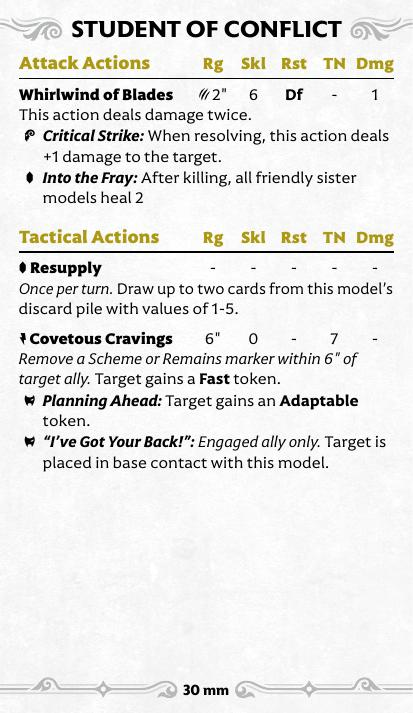 STUDENT OF CONFLICT
Attack Actions Rg Skl Rst TN Dmg
Whirlwind of Blades 2" 6 Df - 1
This action deals damage twice.
Critical Strike: When resolving, this action deals
+1 damage to the target.
Into the Fray: After killing, all friendly sister
models heal 2
Tactical Actions Rg Skl Rst TN Dmg
Resupply - - - - -
Once per turn. Draw up to two cards from this model's
discard pile with values of 1-5.
Covetous Cravings 6" 0 - 7 -
Remove a Scheme or Remains marker within 6" of
target ally. Target gains a Fast token.
Planning Ahead: Target gains an Adaptable
token.
"I've Got Your Back!": Engaged ally only. Target is
placed in base contact with this model.
30 mm